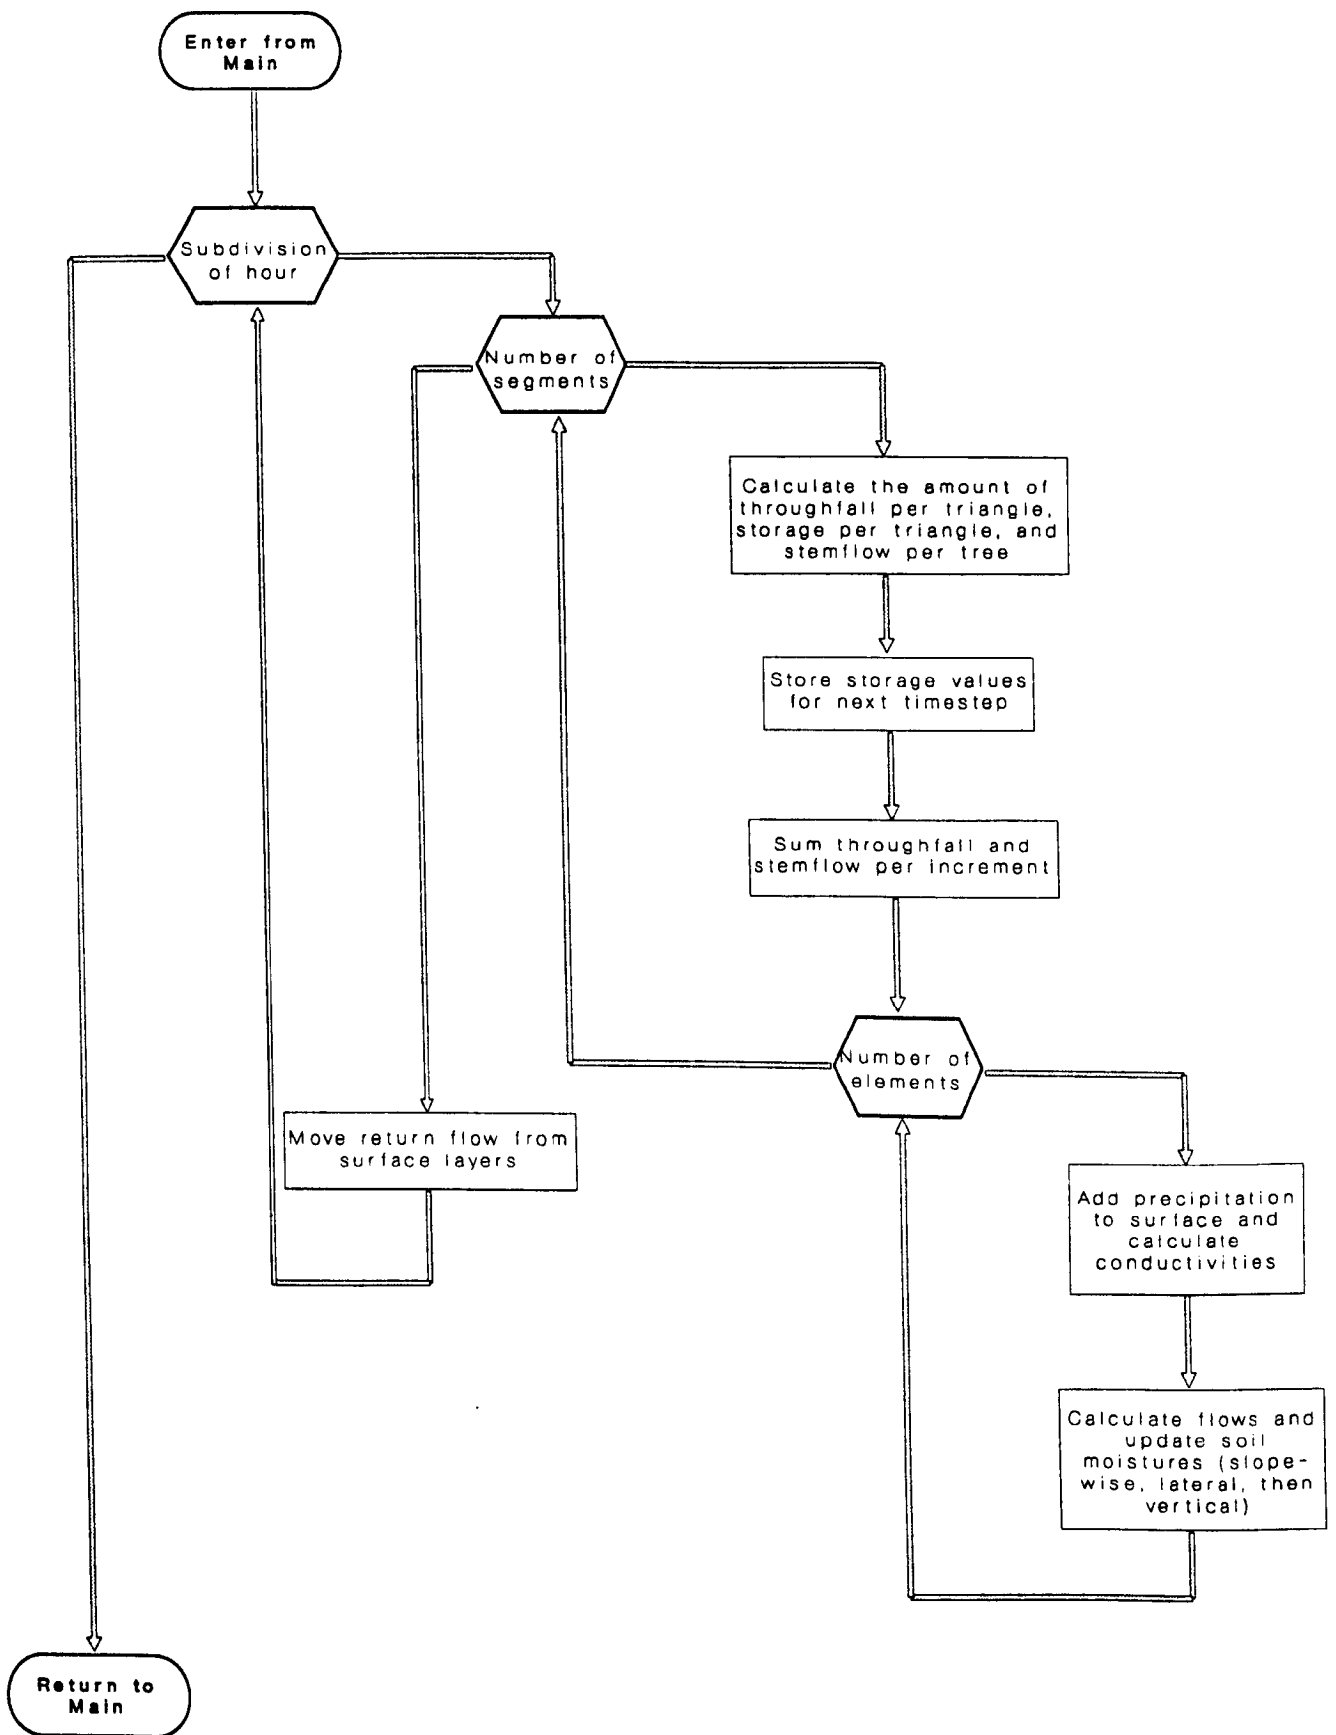 Enter from
Main
Subdivision
of hour
Number of
segments
Calculate the amount of
throughfall per triangle,
storage per triangle, and
stemflow per tree
Store storage values
for next timestep
Sum throughfall and
stemflow per increment
Number of
elements
Move return flow from
surface layers
Add precipitation
to surface and
calculate
conductivities
Calculate flows and
update soil
moistures (slope-
wise, lateral, then
vertical)
Return to
Main